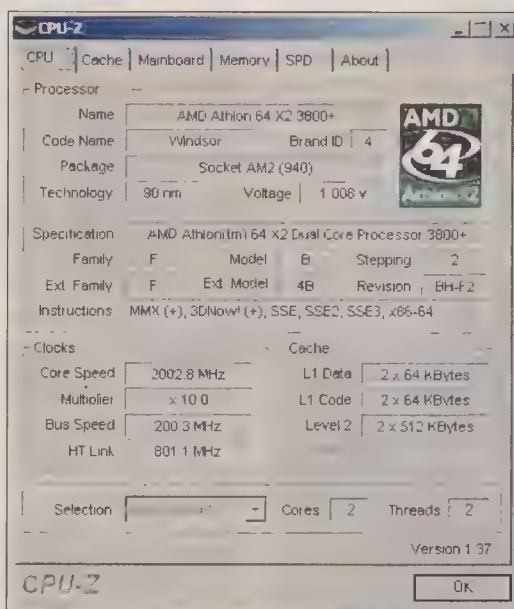 CPU-Z
CPU Cache Mainboard Memory SPD About
Processor
Name AMD Athlon 64 X2 3800+
Code Name Windsor Brand ID 4
Package Socket AM2 (940)
Technology 90 nm Voltage 1 008 v
AMD
64
Specification AMD Athlon(tm) 64 X2 Dual Core Processor 3800+
Family F Model B Stepping 2
Ext. Family F Ext. Model 4B Revision BH-F2
Instructions MMX (+), 3DNow! (+), SSE, SSE2, SSE3, x86-64
Clocks
Core Speed 2002.8 MHz
Multiplier x 10 0
Bus Speed 200 3 MHz
HT Link 801 1 MHz
Cache
L1 Data 2 x 64 KBytes
L1 Code 2 x 64 KBytes
Level 2 2 x 512 KBytes
Selection Cores 2 Threads 2
Version 1 37
CPU-Z OK